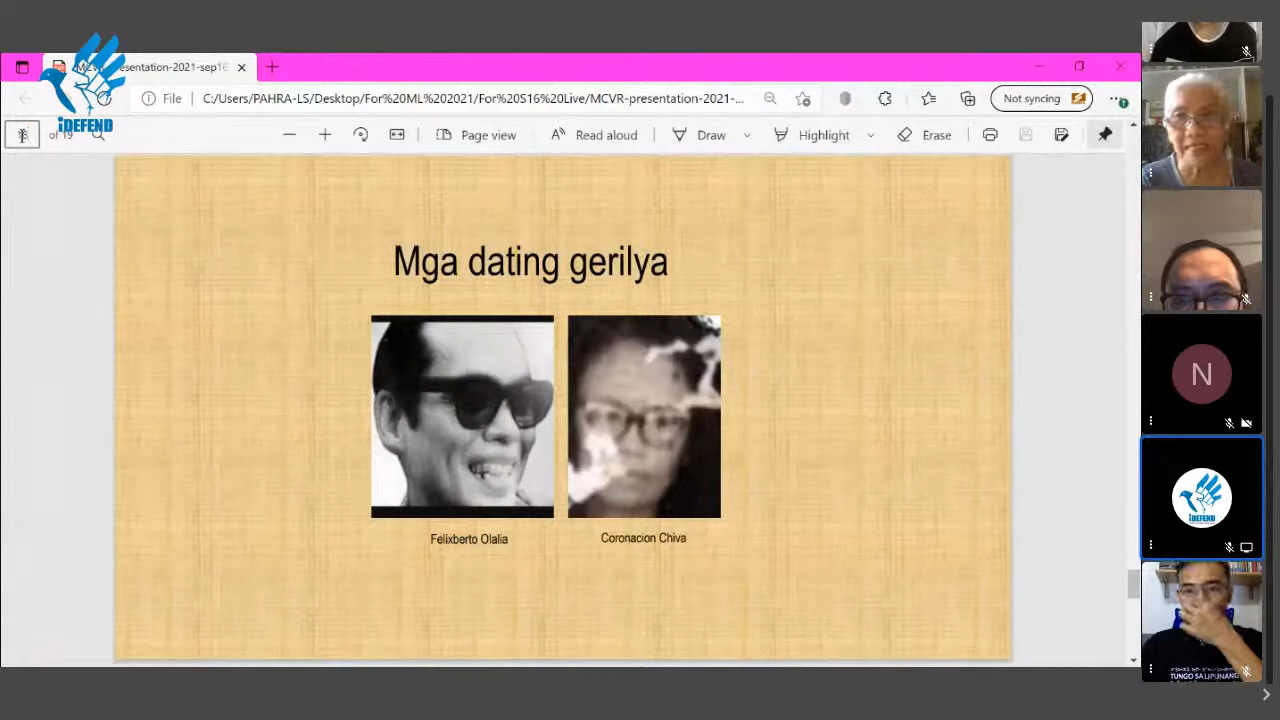 iDEFEND
MCVR-presentation-2021-sep16
File
C:/Users/PAHRA-LS/Desktop/For%20ML%202021/For%20S16%20Live/MCVR-presentation-2021-...
Not syncing
of 19
Page view
Read aloud
Draw
Highlight
Erase
Mga dating gerilya
Felixberto Olalia
Coronacion Chiva
N
iDEFEND
TUNGO SA LIPUNANG